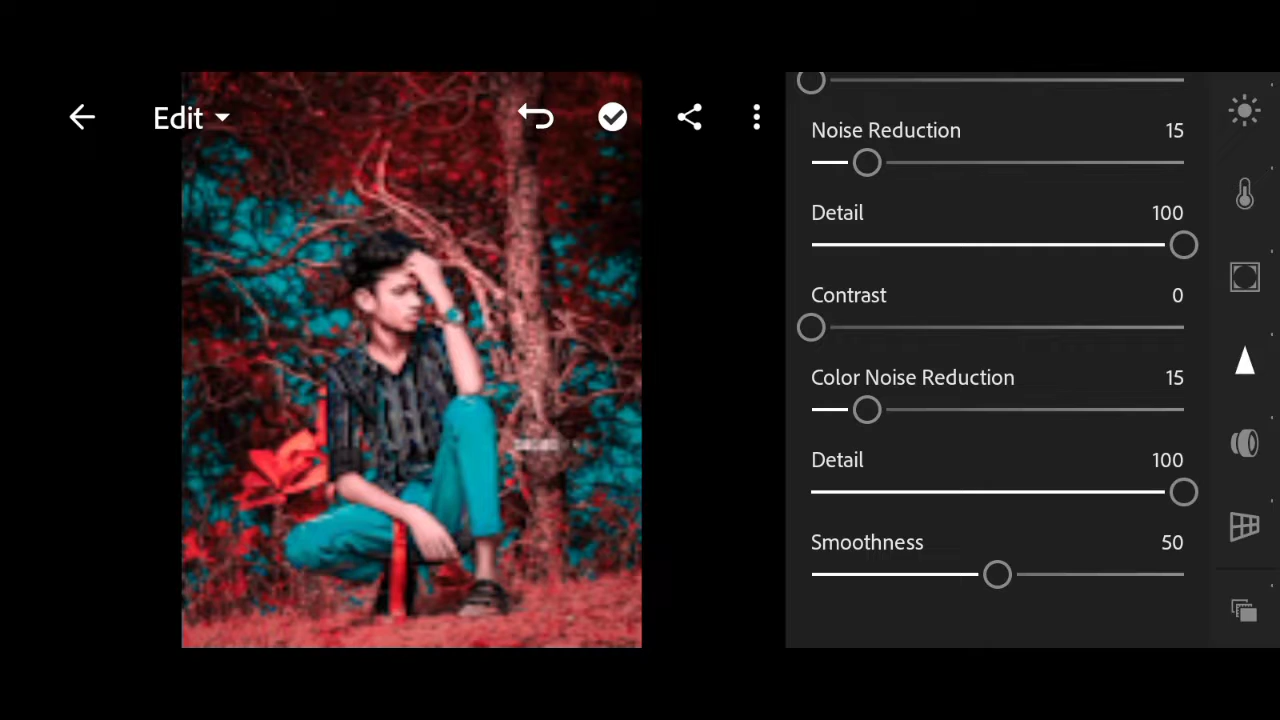 Edit
Noise Reduction 15
Detail 100
Contrast 0
Color Noise Reduction 15
Detail 100
Smoothness 50